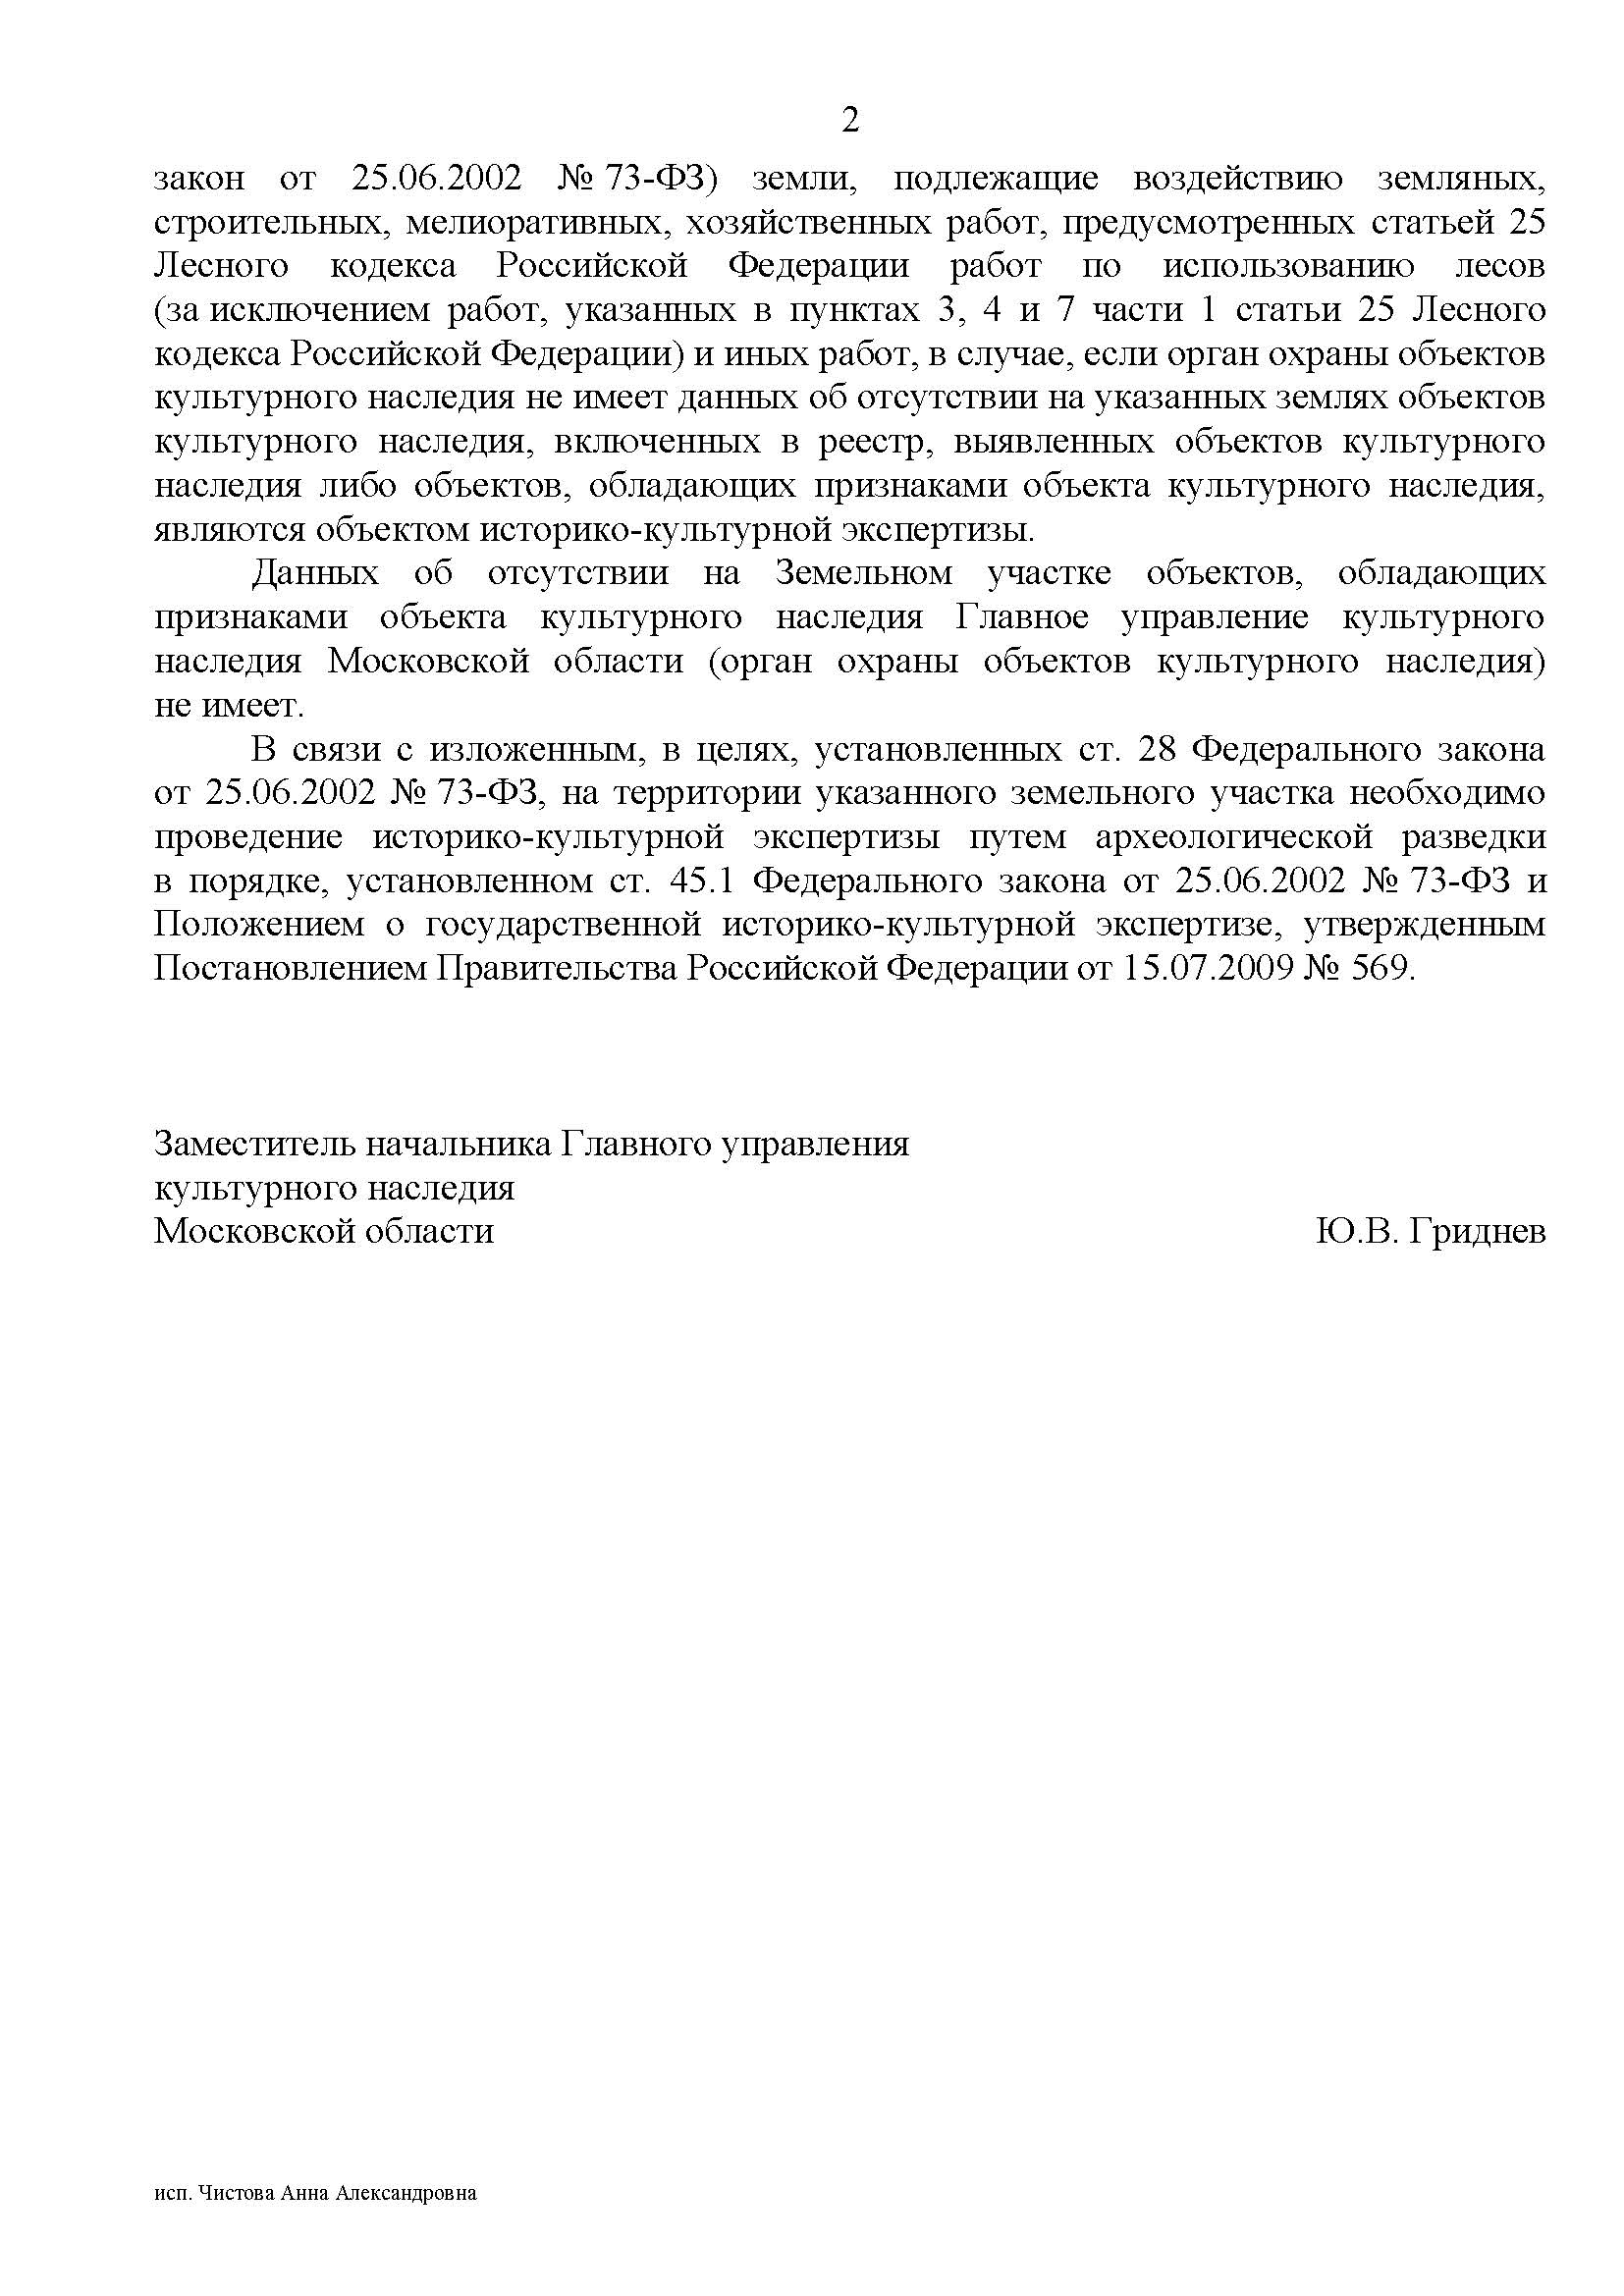 2
закон от 25.06.2002 № 73-ФЗ) земли, подлежащие воздействию земляных,
строительных, мелиоративных, хозяйственных работ, предусмотренных статьей 25
Лесного кодекса Российской Федерации работ по использованию лесов
(за исключением работ, указанных в пунктах 3, 4 и 7 части 1 статьи 25 Лесного
кодекса Российской Федерации) и иных работ, в случае, если орган охраны объектов
культурного наследия не имеет данных об отсутствии на указанных землях объектов
культурного наследия, включенных в реестр, выявленных объектов культурного
наследия либо объектов, обладающих признаками объекта культурного наследия,
являются объектом историко-культурной экспертизы.
Данных об отсутствии на Земельном участке объектов, обладающих
признаками объекта культурного наследия Главное управление культурного
наследия Московской области (орган охраны объектов культурного наследия)
не имеет.
В связи с изложенным, в целях, установленных ст. 28 Федерального закона
от 25.06.2002 № 73-ФЗ, на территории указанного земельного участка необходимо
проведение историко-культурной экспертизы путем археологической разведки
в порядке, установленном ст. 45.1 Федерального закона от 25.06.2002 № 73-ФЗ и
Положением о государственной историко-культурной экспертизе, утвержденным
Постановлением Правительства Российской Федерации от 15.07.2009 № 569.
Заместитель начальника Главного управления
культурного наследия
Московской области Ю.В. Гриднев
исп. Чистова Анна Александровна